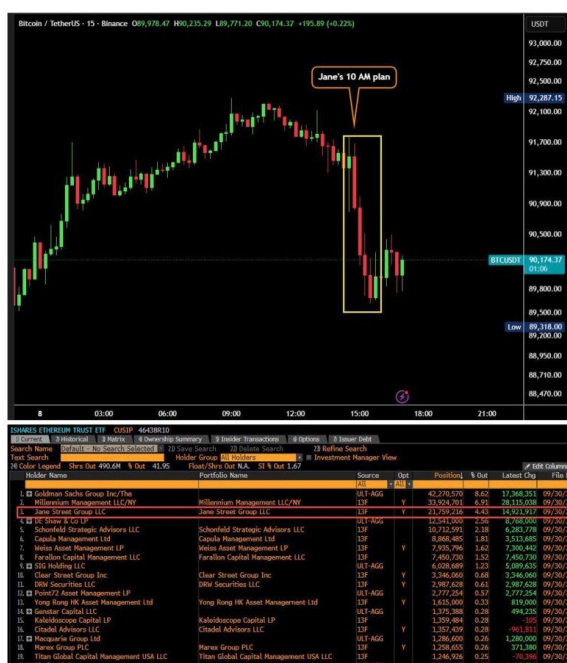 Bitcoin / TetherUS · 15 · Binance O89,978.47 H90,235.29 L89,771.20 C90,174.37 +195.89 (+0.22%)
USDT
93,000.00
92,750.00
92,500.00
Jane's 10 AM plan
High 92,287.15
92,100.00
91,700.00
91,300.00
90,900.00
90,500.00
BTCUSDT 90,174.37
01:06
89,800.00
89,500.00
Low 89,318.00
89,200.00
88,950.00
88,710.00
88,470.00
8 03:00 06:00 09:00 12:00 15:00 18:00 21:00
ISHARES ETHEREUM TRUST ETF CUSIP 46438R10
1) Current 2) Historical 3) Matrix 4) Ownership Summary 5) Insider Transactions 6) Options 7) Issuer Debt
Search Name Default - No Search Selected 21) Save Search 22) Delete Search 23) Refine Search
Text Search Holder Group All Holders Investment Manager View
24) Color Legend Shrs Out 490.6M % Out 41.95 Float/Shrs Out N.A. SI % Out 1.67 Edit Column
Holder Name Portfolio Name Source Opt Position % Out Latest Chg File
All All
1. Goldman Sachs Group Inc/The ULT-AGG 42,270,570 8.62 17,368,351 09/30/
2. Millennium Management LLC/NY Millennium Management LLC/NY 13F Y 33,924,701 6.91 28,115,038 09/30/
3. Jane Street Group LLC Jane Street Group LLC 13F Y 21,759,216 4.43 14,921,917 09/30/
4. DE Shaw & Co LP ULT-AGG 12,541,000 2.56 8,768,000 09/30/
5. Schonfeld Strategic Advisors LLC Schonfeld Strategic Advisors LLC 13F 10,712,591 2.18 6,283,778 09/30/
6. Capula Management Ltd Capula Management Ltd 13F 8,868,485 1.81 3,513,685 09/30/
7. Weiss Asset Management LP Weiss Asset Management LP 13F Y 7,935,796 1.62 7,300,442 09/30/
8. Farallon Capital Management LLC Farallon Capital Management LLC 13F 7,450,730 1.52 7,450,730 09/30/
9. SIG Holding LLC ULT-AGG 6,028,689 1.23 5,089,635 09/30/
10. Clear Street Group Inc Clear Street Group Inc 13F Y 3,346,060 0.68 3,346,060 09/30/
11. DRW Securities LLC DRW Securities LLC 13F Y 2,987,628 0.61 2,987,628 09/30/
12. Point72 Asset Management LP ULT-AGG 2,777,254 0.57 2,777,254 09/30/
13. Yong Rong HK Asset Management Ltd Yong Rong HK Asset Management Ltd 13F Y 1,615,000 0.33 819,000 09/30/
14. Genstar Capital LLC ULT-AGG 1,375,388 0.28 -494,235 09/30/
15. Kaleidoscope Capital LP Kaleidoscope Capital LP 13F 1,359,484 0.28 -105 09/30/
16. Citadel Advisors LLC Citadel Advisors LLC 13F Y 1,357,439 0.28 -961,811 09/30/
17. Macquarie Group Ltd ULT-AGG 1,286,600 0.26 1,280,000 09/30/
18. Marex Group PLC Marex Group PLC 13F Y 1,258,655 0.26 371,380 09/30/
19. Titan Global Capital Management USA LLC Titan Global Capital Management USA LLC 13F 1,246,926 0.25 -70,396 09/30/